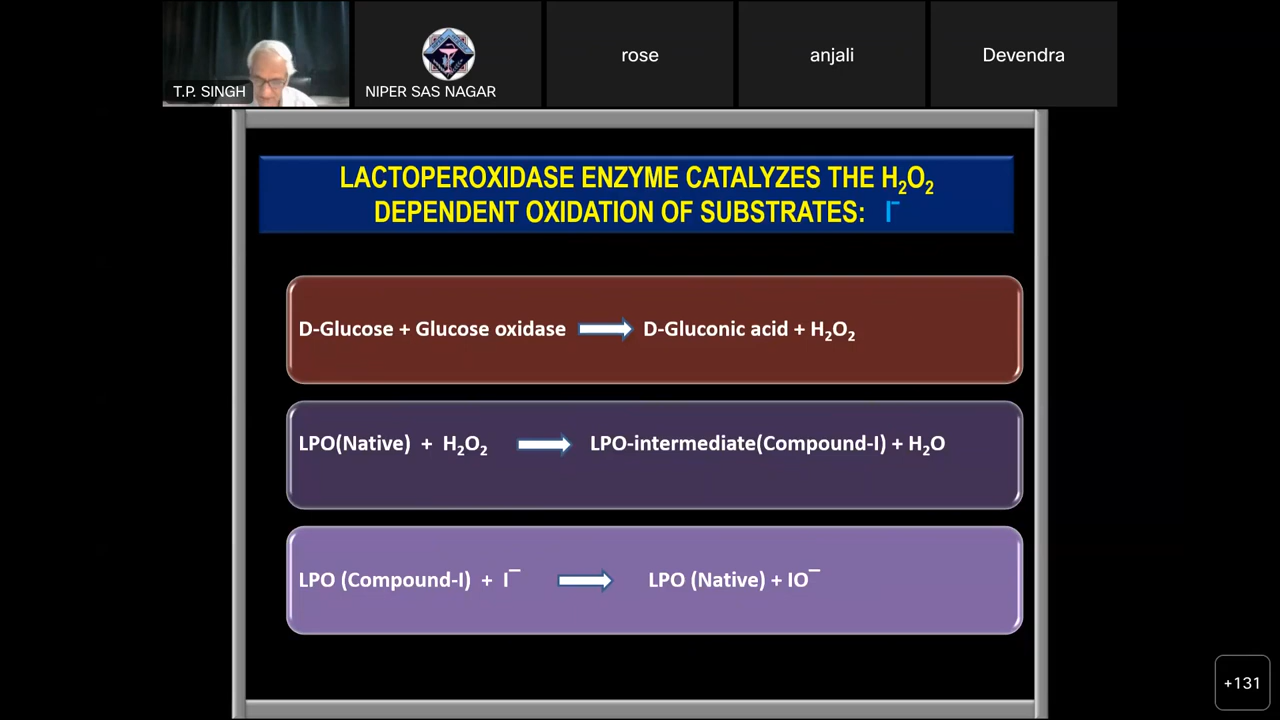 T.P. SINGH
NIPER SAS NAGAR
rose
anjali
Devendra
LACTOPEROXIDASE ENZYME CATALYZES THE H₂O₂
DEPENDENT OXIDATION OF SUBSTRATES: I⁻
D-Glucose + Glucose oxidase ⟹ D-Gluconic acid + H₂O₂
LPO(Native) + H₂O₂ ⟹ LPO-intermediate(Compound-I) + H₂O
LPO (Compound-I) + I⁻ ⟹ LPO (Native) + IO⁻
+131